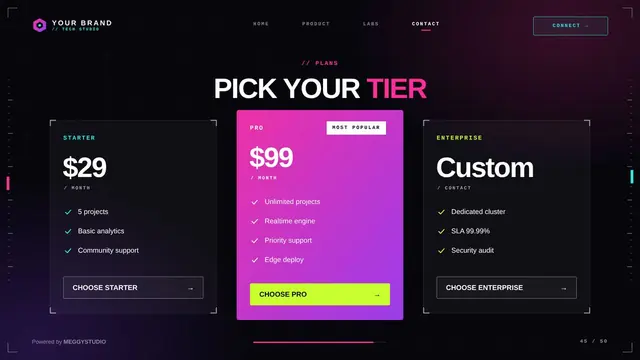 YOUR BRAND
// TECH STUDIO
HOME
PRODUCT
LABS
CONTACT
CONNECT →
// PLANS
PICK YOUR TIER
STARTER
$29
/ MONTH
5 projects
Basic analytics
Community support
CHOOSE STARTER →
PRO
MOST POPULAR
$99
/ MONTH
Unlimited projects
Realtime engine
Priority support
Edge deploy
CHOOSE PRO →
ENTERPRISE
Custom
/ CONTACT
Dedicated cluster
SLA 99.99%
Security audit
CHOOSE ENTERPRISE →
Powered by MEGGYSTUDIO
45 / 50